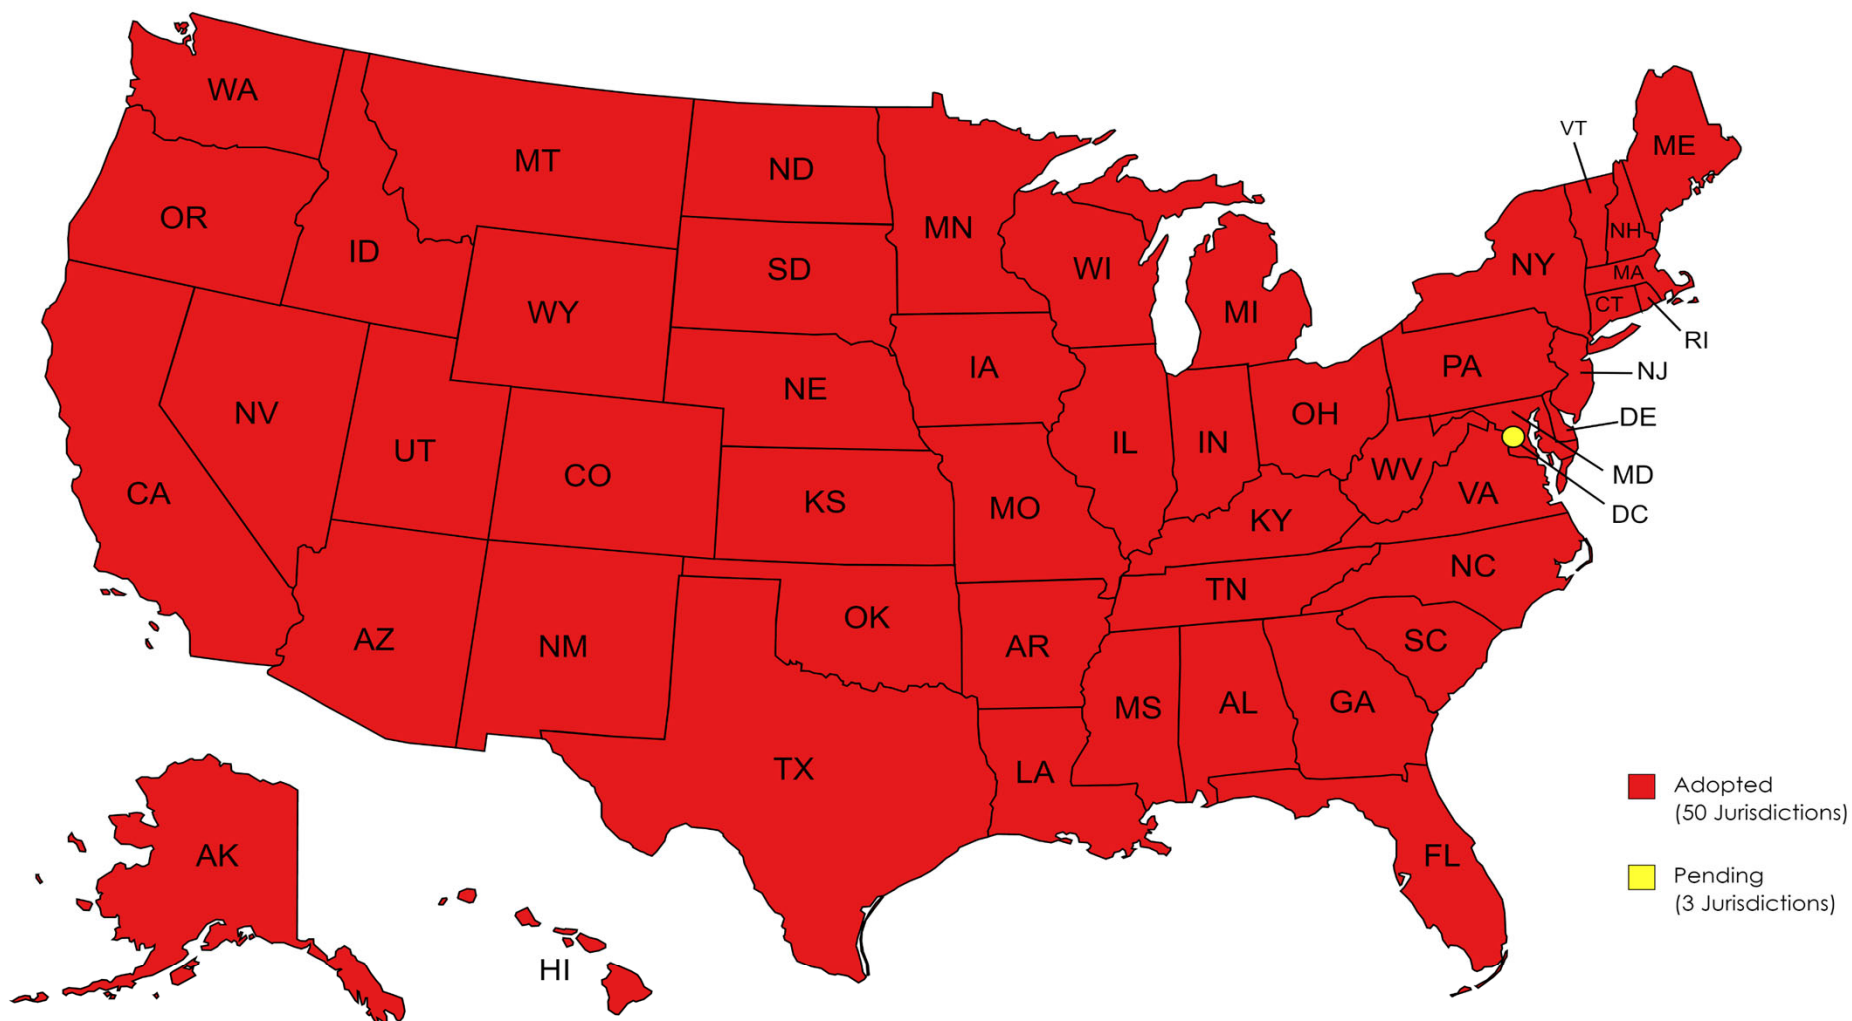 WA
MT
ND
MN
VT
ME
OR
ID
SD
WI
NY
NH
MA
CT
RI
WY
MI
IA
PA
NJ
NE
OH
DE
NV
UT
CO
IL
IN
WV
MD
CA
KS
MO
KY
VA
DC
AZ
NM
OK
AR
TN
NC
SC
MS
AL
GA
TX
LA
AK
FL
HI
Adopted
(50 Jurisdictions)
Pending
(3 Jurisdictions)